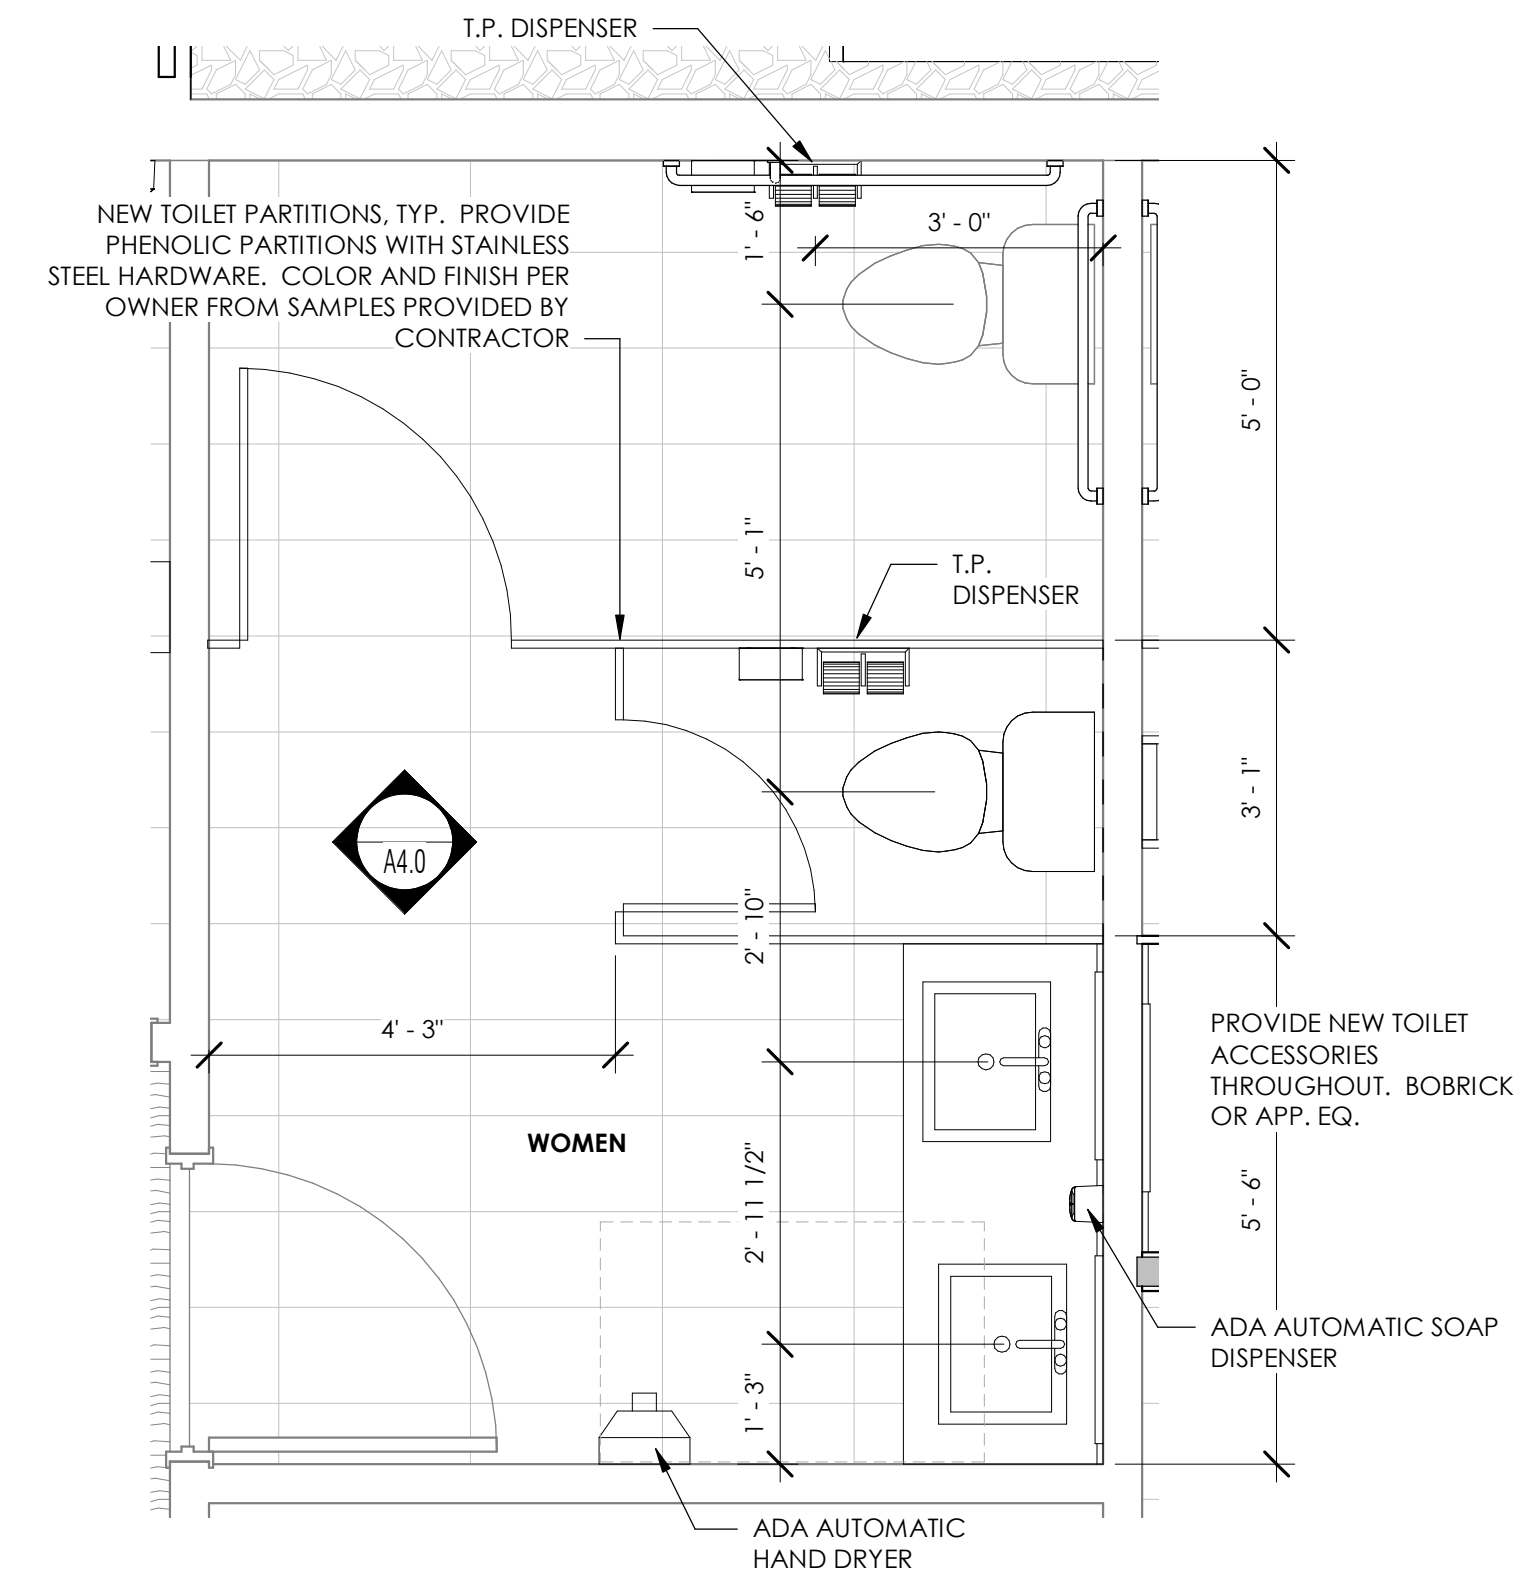 T.P. DISPENSER
NEW TOILET PARTITIONS, TYP. PROVIDE
PHENOLIC PARTITIONS WITH STAINLESS
STEEL HARDWARE. COLOR AND FINISH PER
OWNER FROM SAMPLES PROVIDED BY
CONTRACTOR
1' - 6"
3' - 0"
5' - 0"
5' - 1"
T.P.
DISPENSER
3' - 1"
A4.0
2' - 10"
4' - 3"
PROVIDE NEW TOILET
ACCESSORIES
THROUGHOUT. BOBRICK
OR APP. EQ.
WOMEN
2' - 11 1/2"
5' - 6"
ADA AUTOMATIC SOAP
DISPENSER
1' - 3"
ADA AUTOMATIC
HAND DRYER